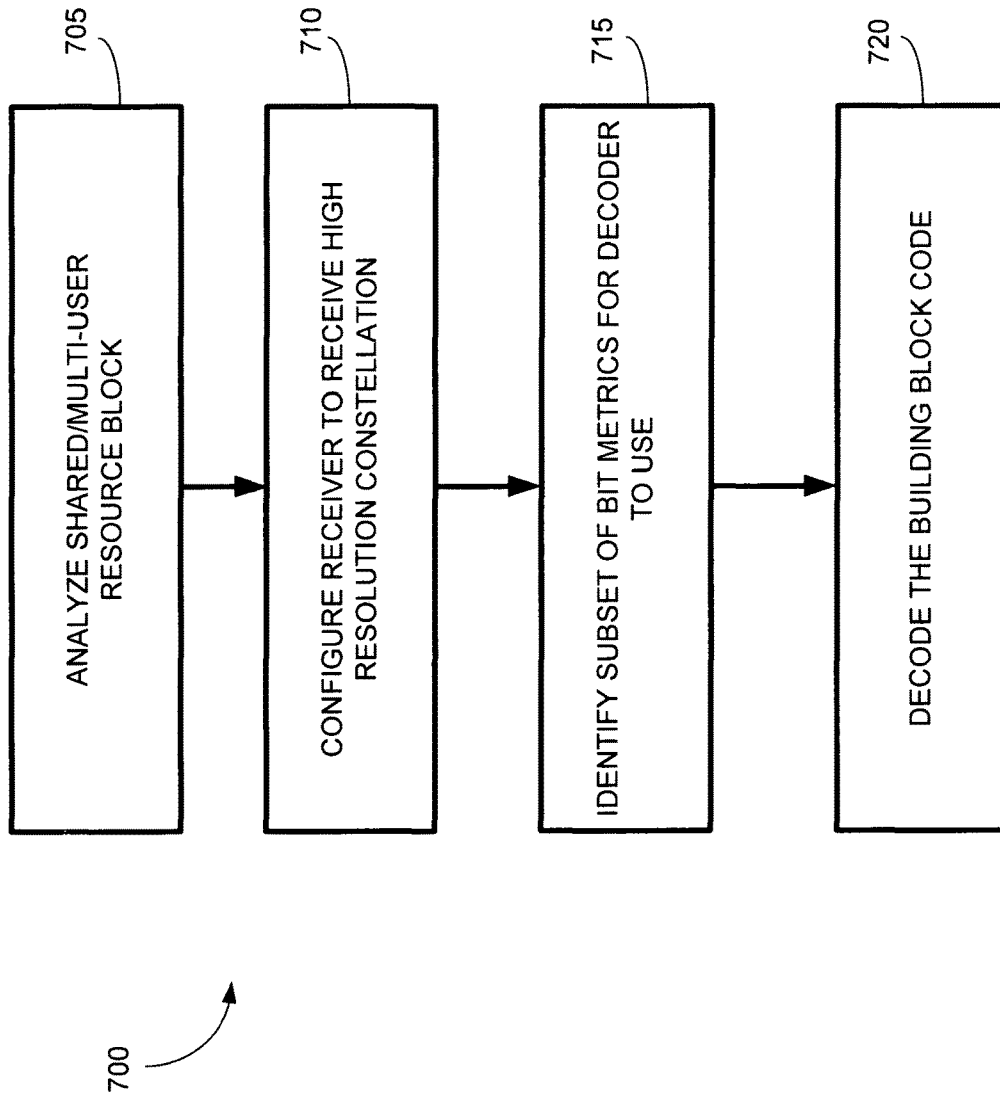 700
ANALYZE SHARED/MULTI-USER
RESOURCE BLOCK
705
CONFIGURE RECEIVER TO RECEIVE HIGH
RESOLUTION CONSTELLATION
710
IDENTIFY SUBSET OF BIT METRICS FOR DECODER
TO USE
715
DECODE THE BUILDING BLOCK CODE
720